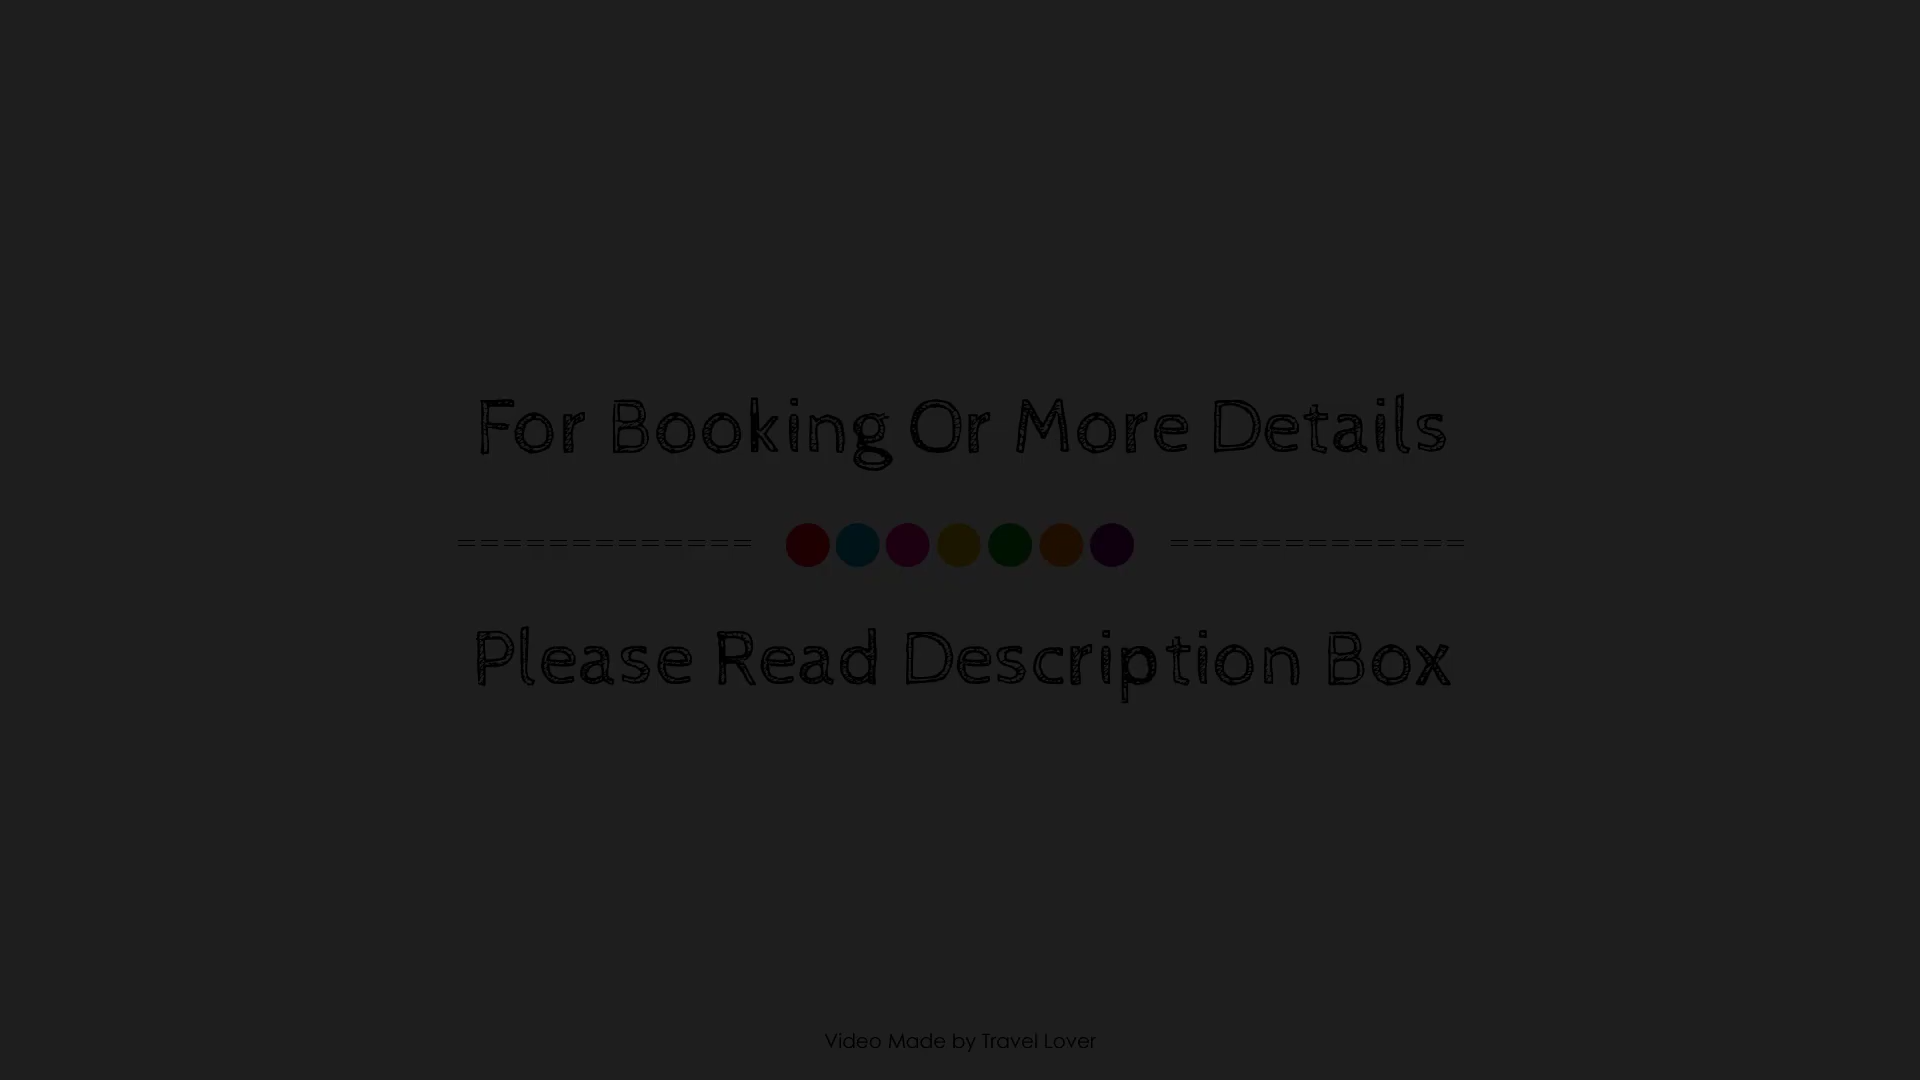 For Booking Or More Details
============= =============
Please Read Description Box
Video Made by Travel Lover